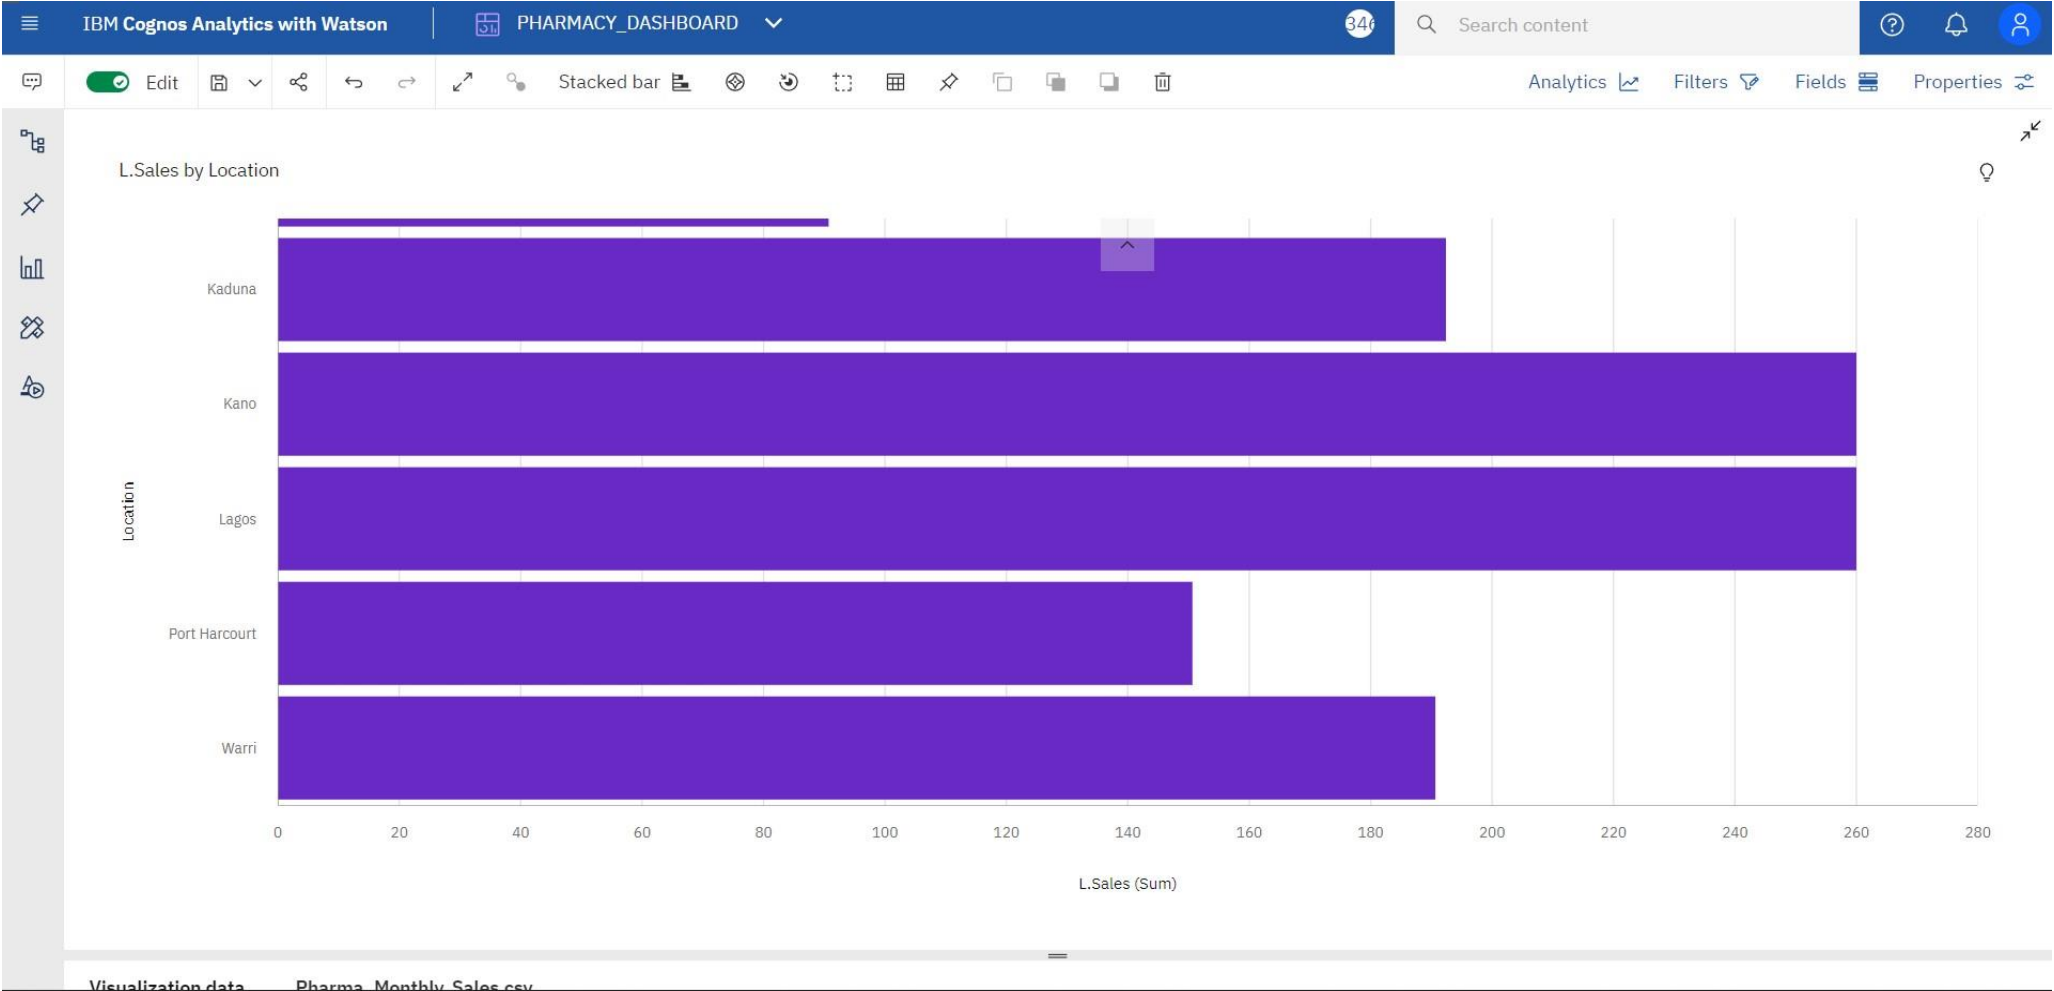 IBM Cognos Analytics with Watson
PHARMACY_DASHBOARD
346
Search content
Edit
Stacked bar
Analytics
Filters
Fields
Properties
L.Sales by Location
Location
Kaduna
Kano
Lagos
Port Harcourt
Warri
0 20 40 60 80 100 120 140 160 180 200 220 240 260 280
L.Sales (Sum)
Visualization data Pharma_Monthly_Sales.csv